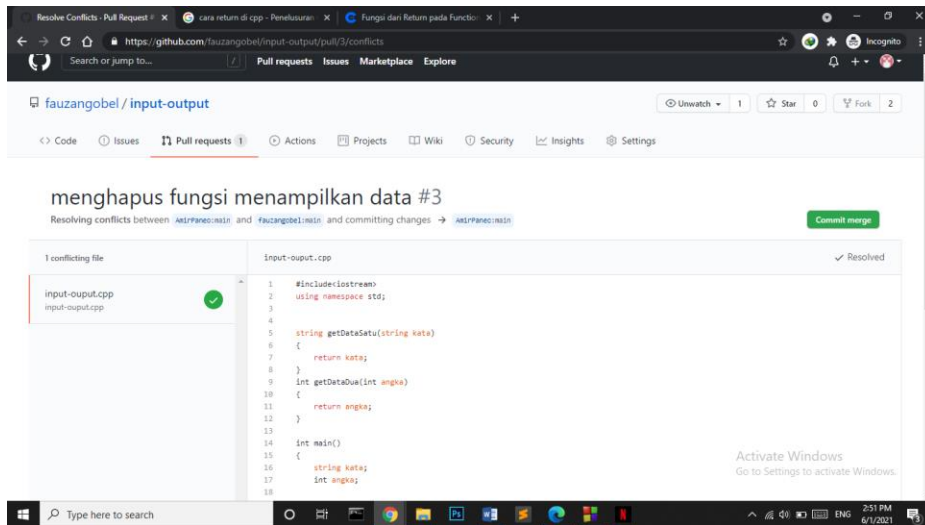 Resolve Conflicts · Pull Request #
cara return di cpp - Penelusuran
Fungsi dari Return pada Function
https://github.com/fauzangobel/input-output/pull/3/conflicts
Incognito
Search or jump to...
/
Pull requests Issues Marketplace Explore
fauzangobel / input-output
Unwatch 1 Star 0 Fork 2
Code Issues Pull requests 1 Actions Projects Wiki Security Insights Settings
menghapus fungsi menampilkan data #3
Resolving conflicts between AmirPaneo:main and fauzangobel:main and committing changes → AmirPaneo:main
Commit merge
1 conflicting file
input-ouput.cpp
Resolved
input-ouput.cpp
input-ouput.cpp
1 #include<iostream>
2 using namespace std;
3
4
5 string getDataSatu(string kata)
6 {
7 return kata;
8 }
9 int getDataDua(int angka)
10 {
11 return angka;
12 }
13
14 int main()
15 {
16 string kata;
17 int angka;
18
Activate Windows
Go to Settings to activate Windows.
Type here to search
ENG
2:51 PM
6/1/2021